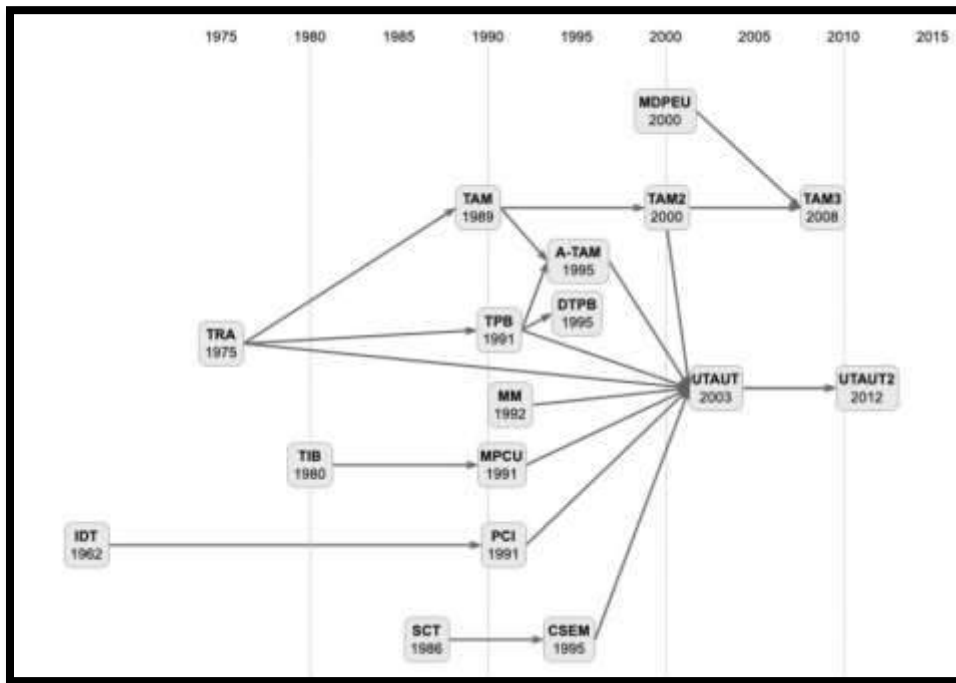 1975 1980 1985 1990 1995 2000 2005 2010 2015
MDPEU
2000
TAM
1989
TAM2
2000
TAM3
2008
A-TAM
1995
DTPB
1995
TPB
1991
TRA
1975
UTAUT
2003
UTAUT2
2012
MM
1992
TIB
1980
MPCU
1991
IDT
1962
PCI
1991
SCT
1986
CSEM
1995